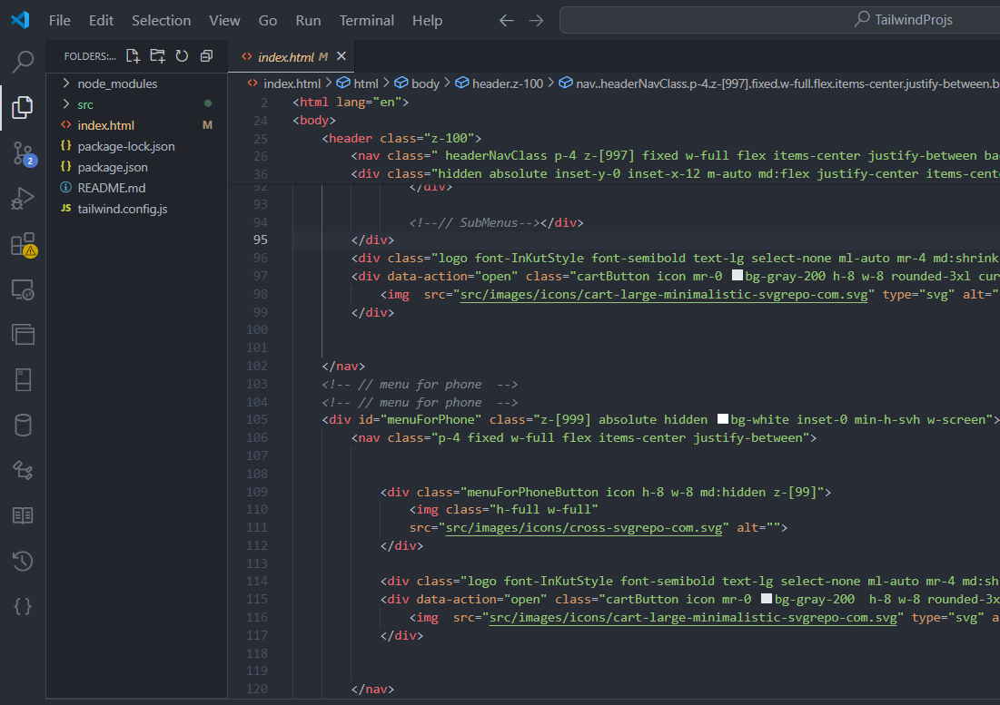 File Edit Selection View Go Run Terminal Help TailwindProjs
FOLDERS:...
node_modules
src
index.html M
package-lock.json
package.json
README.md
JS tailwind.config.js
2
index.html M
index.html > html > body > header.z-100 > nav..headerNavClass.p-4.z-[997].fixed.w-full.flex.items-center.justify-between.b
2 <html lang="en">
24 <body>
25 <header class="z-100">
26 <nav class=" headerNavClass p-4 z-[997] fixed w-full flex items-center justify-between ba
36 <div class="hidden absolute inset-y-0 inset-x-12 m-auto md:flex justify-center items-cent
92 </div>
93
94 <!--// SubMenus--></div>
95 </div>
96 <div class="logo font-InKutStyle font-semibold text-lg select-none ml-auto mr-4 md:shrink
97 <div data-action="open" class="cartButton icon mr-0 bg-gray-200 h-8 w-8 rounded-3xl cur
98 <img  src="src/images/icons/cart-large-minimalistic-svgrepo-com.svg" type="svg" alt="
99 </div>
100
101
102 </nav>
103 <!-- // menu for phone  -->
104 <!-- // menu for phone  -->
105 <div id="menuForPhone" class="z-[999] absolute hidden bg-white inset-0 min-h-svh w-screen">
106 <nav class="p-4 fixed w-full flex items-center justify-between">
107
108
109 <div class="menuForPhoneButton icon h-8 w-8 md:hidden z-[99]">
110 <img class="h-full w-full"
111 src="src/images/icons/cross-svgrepo-com.svg" alt="">
112 </div>
113
114 <div class="logo font-InKutStyle font-semibold text-lg select-none ml-auto mr-4 md:sh
115 <div data-action="open" class="cartButton icon mr-0 bg-gray-200  h-8 w-8 rounded-3x
116 <img  src="src/images/icons/cart-large-minimalistic-svgrepo-com.svg" type="svg" a
117 </div>
118
119
120 </nav>